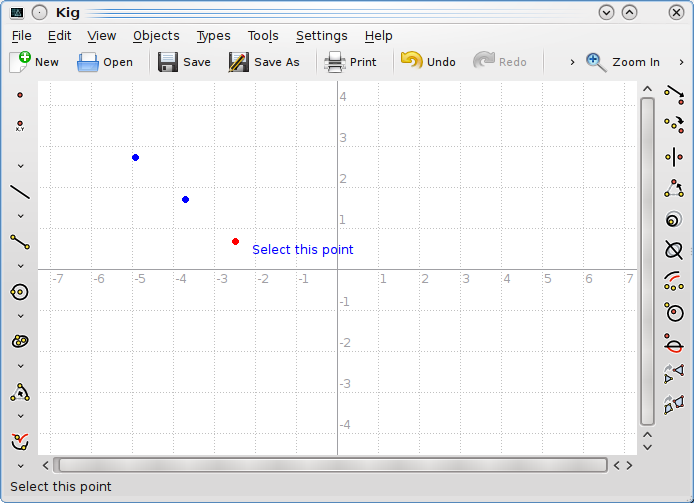 Kig
File Edit View Objects Types Tools Settings Help
New Open Save Save As Print Undo Redo Zoom In
X,Y
4
3
2
1
Select this point
-7 -6 -5 -4 -3 -2 -1 1 2 3 4 5 6 7
-1
-2
-3
-4
Select this point